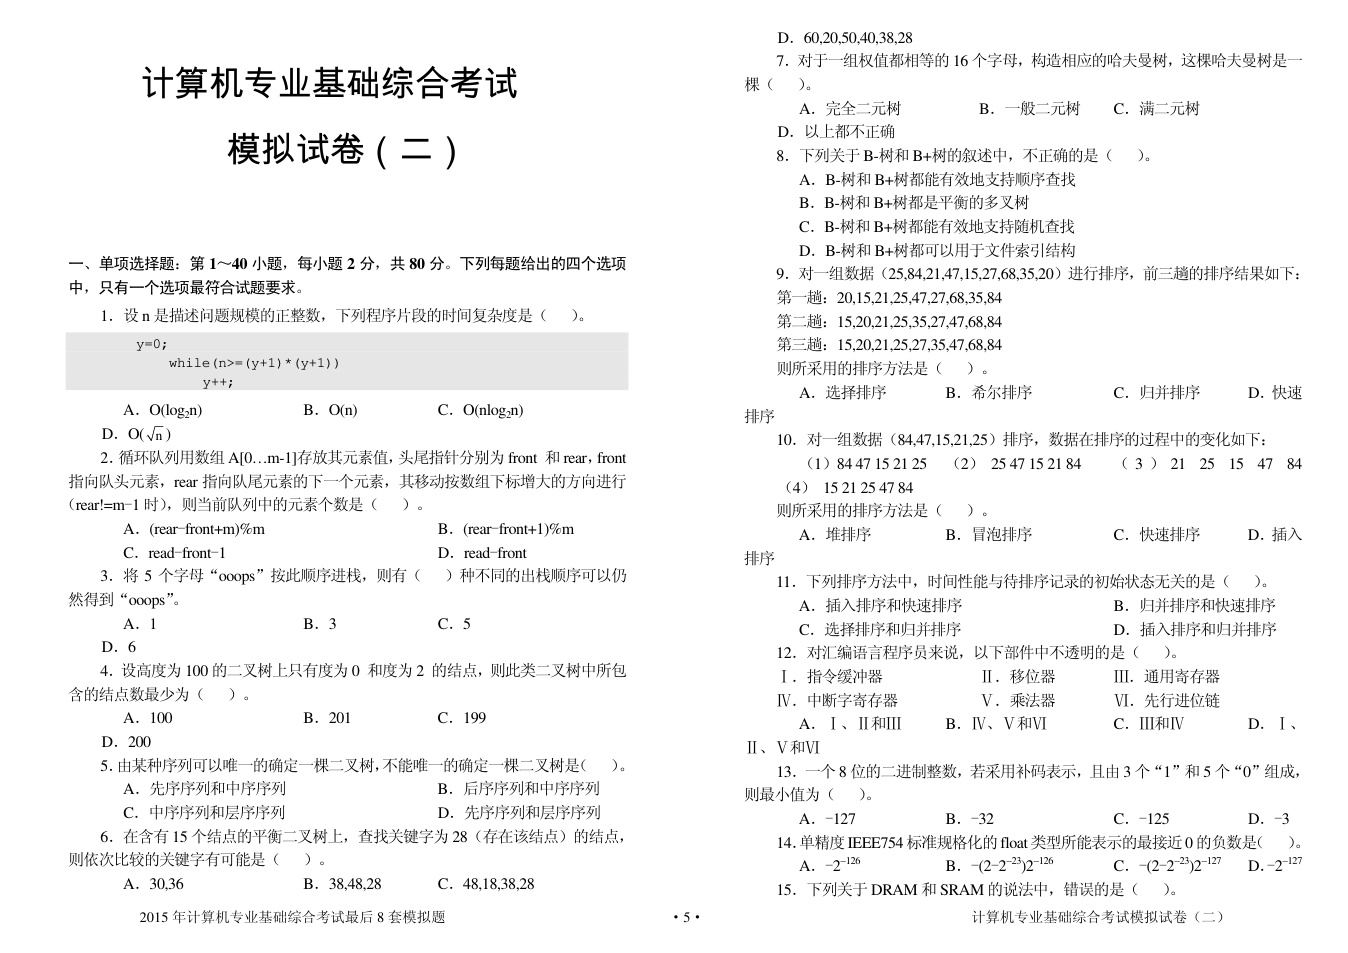 计算机专业基础综合考试
模拟试卷（二）
一、单项选择题：第 1～40 小题，每小题 2 分，共 80 分。下列每题给出的四个选项
中，只有一个选项最符合试题要求。
1．设 n 是描述问题规模的正整数，下列程序片段的时间复杂度是（ ）。
y=0;
while(n>=(y+1)*(y+1))
y++;
A．O(log₂n) B．O(n) C．O(nlog₂n)
D．O(√n)
2．循环队列用数组 A[0…m-1]存放其元素值，头尾指针分别为 front 和 rear，front
指向队头元素，rear 指向队尾元素的下一个元素，其移动按数组下标增大的方向进行
（rear!=m−1 时），则当前队列中的元素个数是（ ）。
A．(rear−front+m)%m B．(rear−front+1)%m
C．read−front−1 D．read−front
3．将 5 个字母“ooops”按此顺序进栈，则有（ ）种不同的出栈顺序可以仍
然得到“ooops”。
A．1 B．3 C．5
D．6
4．设高度为 100 的二叉树上只有度为 0 和度为 2 的结点，则此类二叉树中所包
含的结点数最少为（ ）。
A．100 B．201 C．199
D．200
5．由某种序列可以唯一的确定一棵二叉树，不能唯一的确定一棵二叉树是（ ）。
A．先序序列和中序序列 B．后序序列和中序序列
C．中序序列和层序序列 D．先序序列和层序序列
6．在含有 15 个结点的平衡二叉树上，查找关键字为 28（存在该结点）的结点，
则依次比较的关键字有可能是（ ）。
A．30,36 B．38,48,28 C．48,18,38,28
2015 年计算机专业基础综合考试最后 8 套模拟题
D．60,20,50,40,38,28
7．对于一组权值都相等的 16 个字母，构造相应的哈夫曼树，这棵哈夫曼树是一
棵（ ）。
A．完全二元树 B．一般二元树 C．满二元树
D．以上都不正确
8．下列关于 B-树和 B+树的叙述中，不正确的是（ ）。
A．B-树和 B+树都能有效地支持顺序查找
B．B-树和 B+树都是平衡的多叉树
C．B-树和 B+树都能有效地支持随机查找
D．B-树和 B+树都可以用于文件索引结构
9．对一组数据（25,84,21,47,15,27,68,35,20）进行排序，前三趟的排序结果如下：
第一趟：20,15,21,25,47,27,68,35,84
第二趟：15,20,21,25,35,27,47,68,84
第三趟：15,20,21,25,27,35,47,68,84
则所采用的排序方法是（ ）。
A．选择排序 B．希尔排序 C．归并排序 D．快速
排序
10．对一组数据（84,47,15,21,25）排序，数据在排序的过程中的变化如下：
（1）84 47 15 21 25 （2） 25 47 15 21 84 （3）21 25 15 47 84
（4） 15 21 25 47 84
则所采用的排序方法是（ ）。
A．堆排序 B．冒泡排序 C．快速排序 D．插入
排序
11．下列排序方法中，时间性能与待排序记录的初始状态无关的是（ ）。
A．插入排序和快速排序 B．归并排序和快速排序
C．选择排序和归并排序 D．插入排序和归并排序
12．对汇编语言程序员来说，以下部件中不透明的是（ ）。
Ⅰ．指令缓冲器 Ⅱ．移位器 Ⅲ．通用寄存器
Ⅳ．中断字寄存器 Ⅴ．乘法器 Ⅵ．先行进位链
A．Ⅰ、Ⅱ和Ⅲ B．Ⅳ、Ⅴ和Ⅵ C．Ⅲ和Ⅳ D．Ⅰ、
Ⅱ、Ⅴ和Ⅵ
13．一个 8 位的二进制整数，若采用补码表示，且由 3 个“1”和 5 个“0”组成，
则最小值为（ ）。
A．−127 B．−32 C．−125 D．−3
14．单精度 IEEE754 标准规格化的 float 类型所能表示的最接近 0 的负数是（ ）。
A．−2⁻¹²⁶ B．−(2−2⁻²³)2⁻¹²⁶ C．−(2−2⁻²³)2⁻¹²⁷ D．−2⁻¹²⁷
15．下列关于 DRAM 和 SRAM 的说法中，错误的是（ ）。
・5・
计算机专业基础综合考试模拟试卷（二）